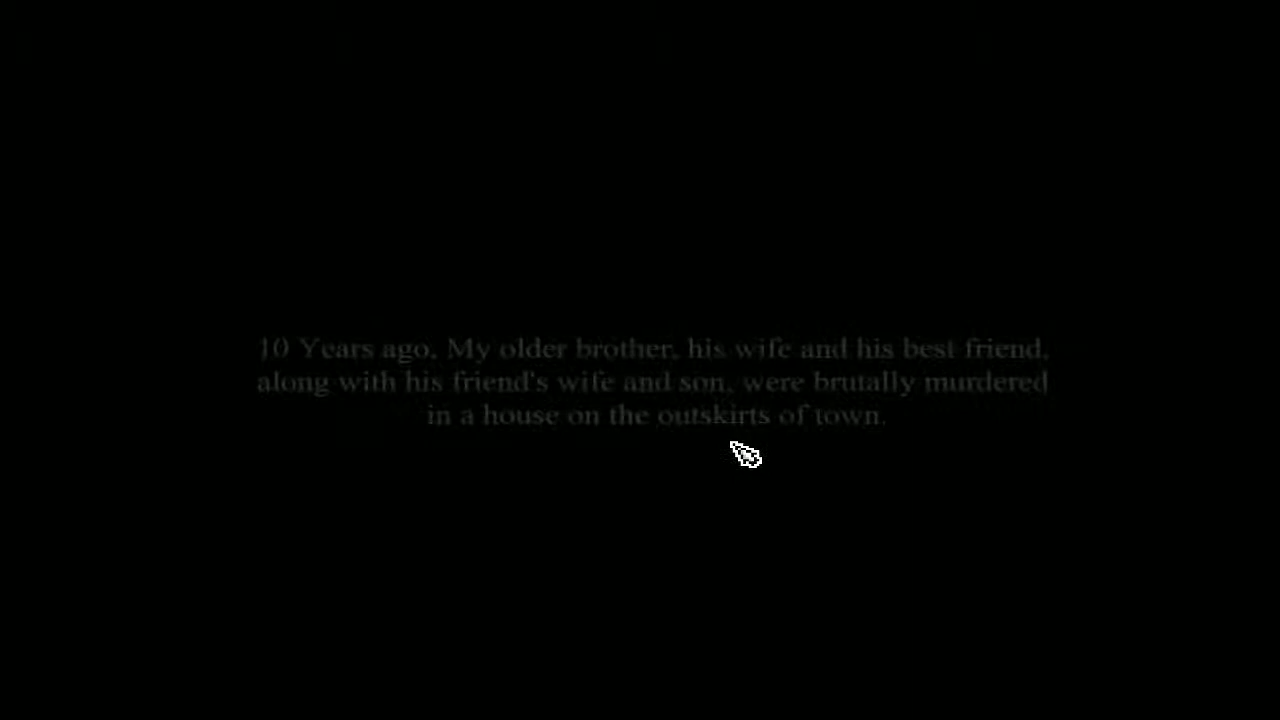 10 Years ago, My older brother, his wife and his best friend,
along with his friend's wife and son, were brutally murdered
in a house on the outskirts of town.